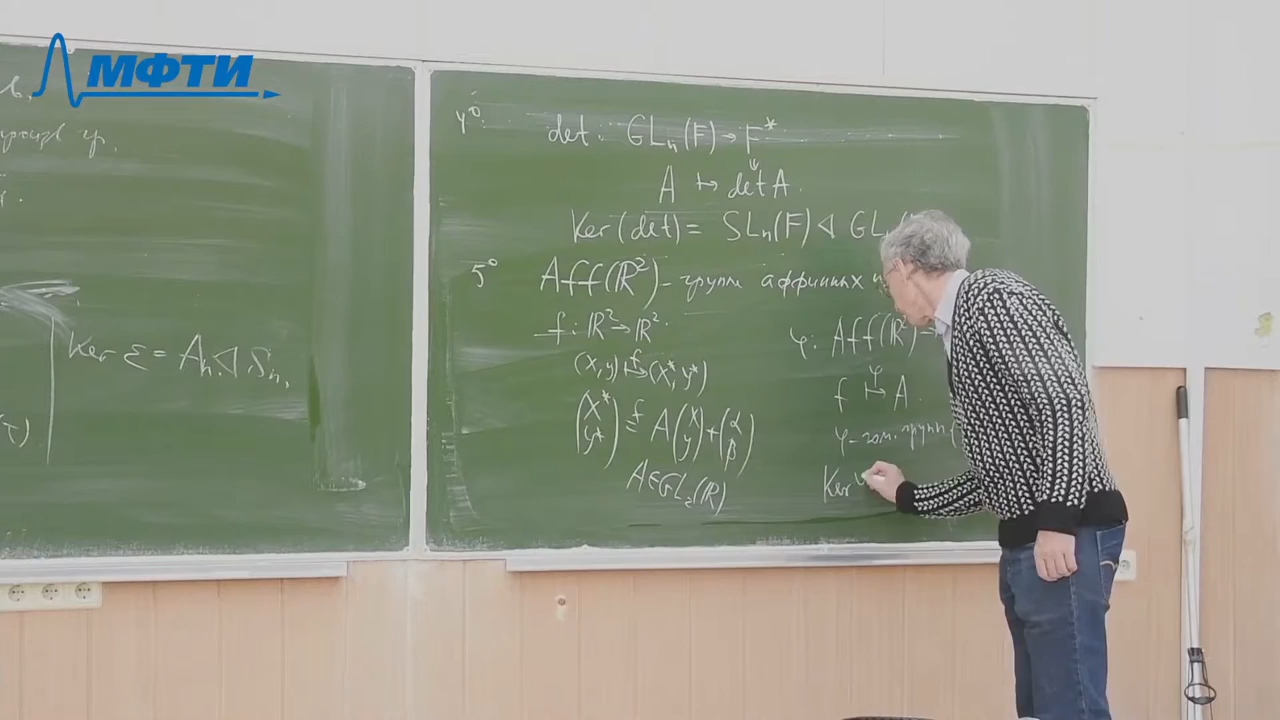 МФТИ
Ker ε = Aₙ ◁ Sₙ,
4°. det: GLₙ(F) → F*
A ↦ det A.
Ker(det) = SLₙ(F) ◁ GLₙ(
5° Aff(ℝ²) - группа аффинных
f: ℝ² → ℝ².
(x, y) ↦ᶠ (x*, y*)
(x* y*) =ᶠ A (x y) + (α β)
A ∈ GL₂(ℝ)
φ: Aff(ℝ²) →
f ↦ᵠ A.
φ - гом. групп
Ker